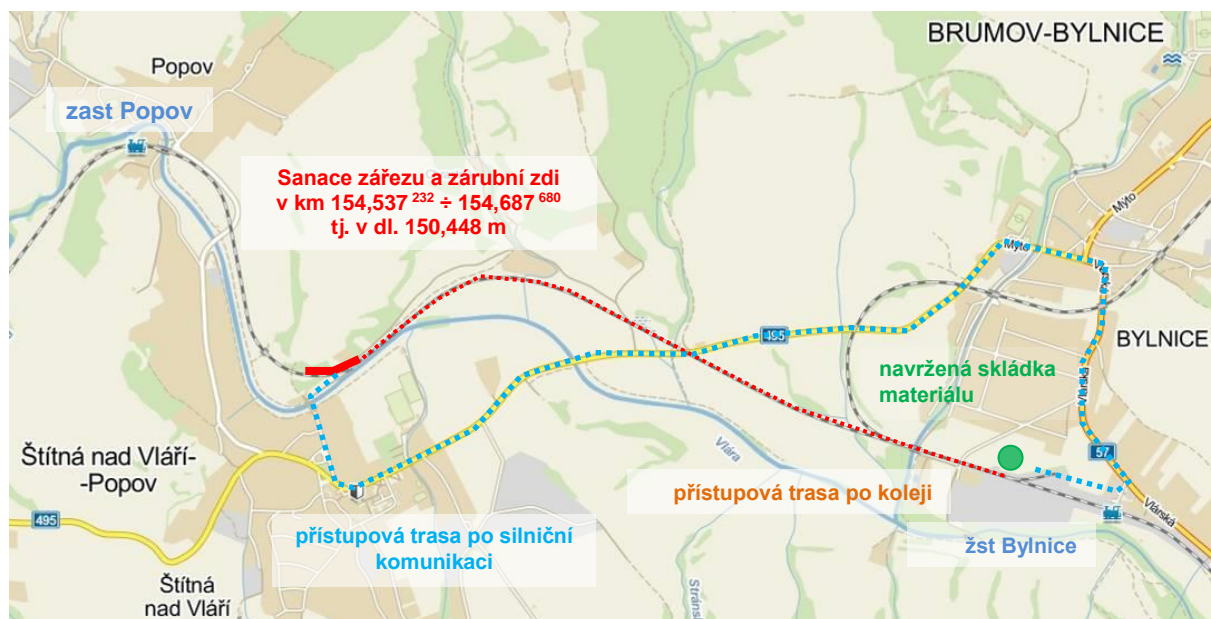 BRUMOV-BYLNICE
Popov
zast Popov
Sanace zářezu a zárubní zdi
v km 154,537 232 ÷ 154,687 680
tj. v dl. 150,448 m
Mýto
Mýto
495
BYLNICE
navržená skládka
materiálu
Vlárská
57
Štítná nad Vláří-
-Popov
Vlára
přístupová trasa po koleji
Vlárská
495
přístupová trasa po silniční
komunikaci
žst Bylnice
Štítná
nad Vláří